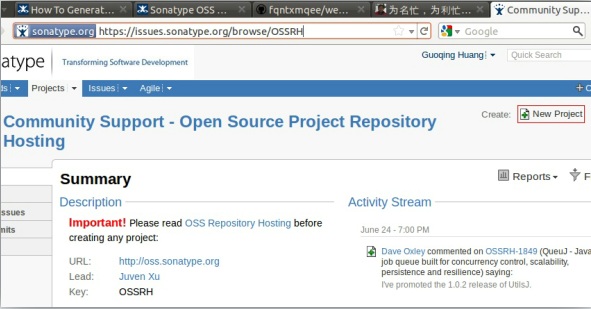 How To Generat...
Sonatype OSS ...
fqntxmqee/we...
为名忙，为利忙...
Community Sup...
sonatype.org https://issues.sonatype.org/browse/OSSRH
Google
atype Transforming Software Development
Guoqing Huang
Quick Search
ds Projects Issues Agile
Community Support - Open Source Project Repository
Hosting
Create: New Project
Summary
Reports
F
Description
Important! Please read OSS Repository Hosting before
creating any project:
URL: http://oss.sonatype.org
Lead: Juven Xu
Key: OSSRH
ssues
mits
Activity Stream
June 24 - 7:00 PM
Dave Oxley commented on OSSRH-1849 (QueuJ - Java
job queue built for concurrency control, scalability,
persistence and resilience) saying:
I've promoted the 1.0.2 release of UtilsJ.